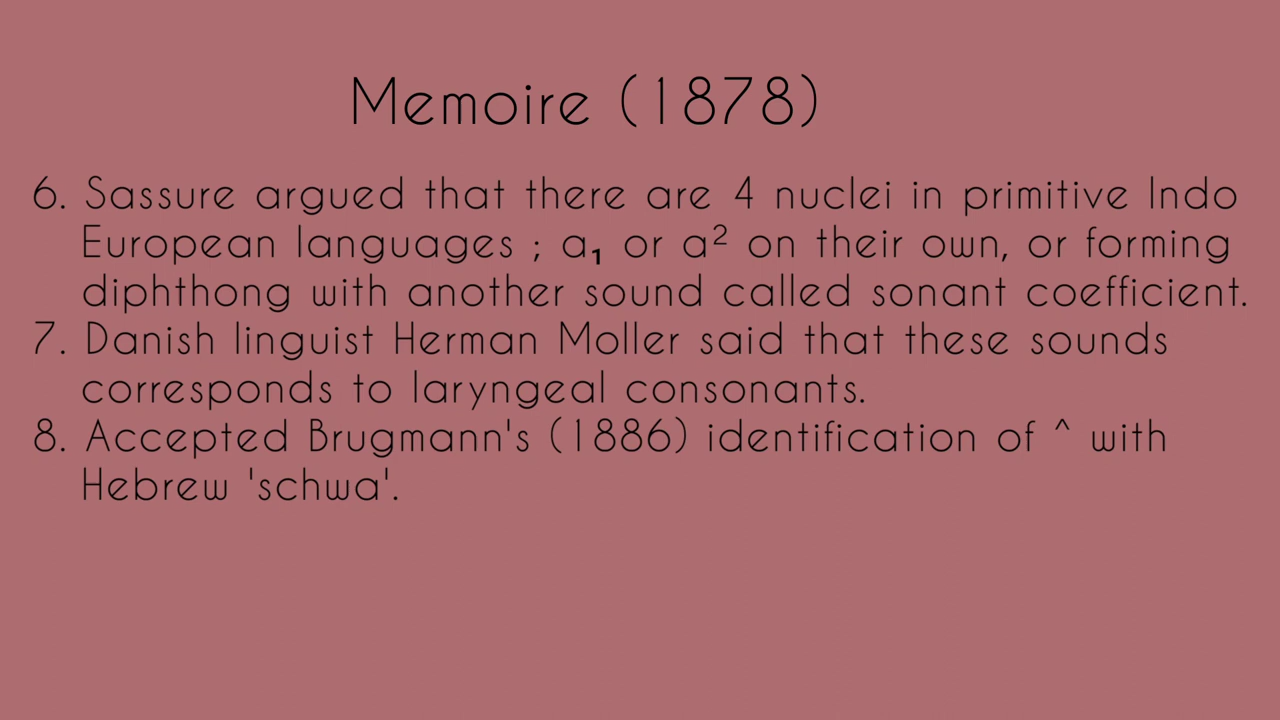 Memoire (1878)
6. Sassure argued that there are 4 nuclei in primitive Indo
European languages ; a₁ or a² on their own, or forming
diphthong with another sound called sonant coefficient.
7. Danish linguist Herman Moller said that these sounds
corresponds to laryngeal consonants.
8. Accepted Brugmann's (1886) identification of ^ with
Hebrew 'schwa'.